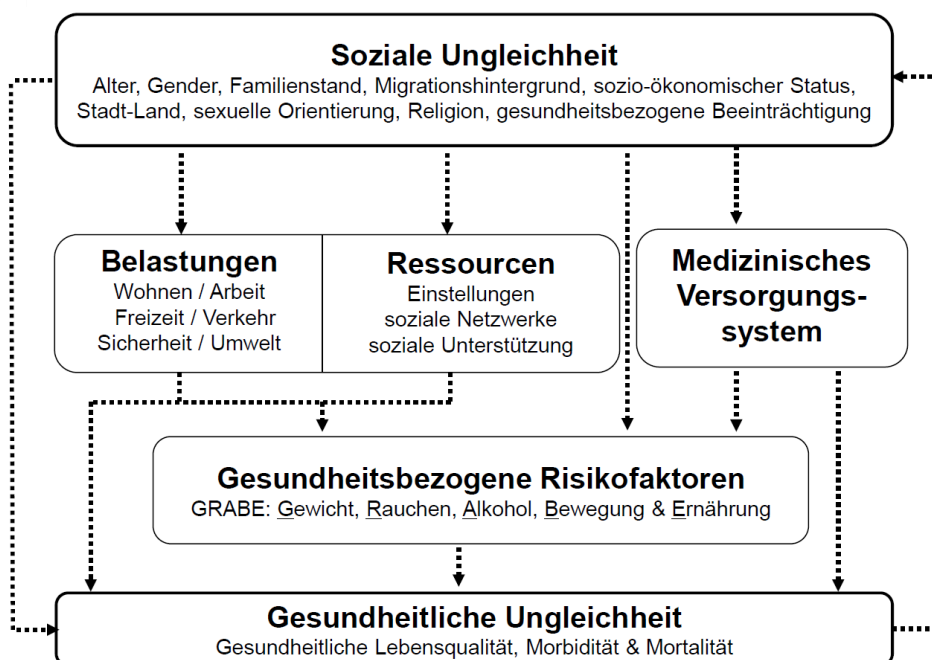 Soziale Ungleichheit
Alter, Gender, Familienstand, Migrationshintergrund, sozio-ökonomischer Status,
Stadt-Land, sexuelle Orientierung, Religion, gesundheitsbezogene Beeinträchtigung
Belastungen
Wohnen / Arbeit
Freizeit / Verkehr
Sicherheit / Umwelt
Ressourcen
Einstellungen
soziale Netzwerke
soziale Unterstützung
Medizinisches
Versorgungs-
system
Gesundheitsbezogene Risikofaktoren
GRABE: Gewicht, Rauchen, Alkohol, Bewegung & Ernährung
Gesundheitliche Ungleichheit
Gesundheitliche Lebensqualität, Morbidität & Mortalität